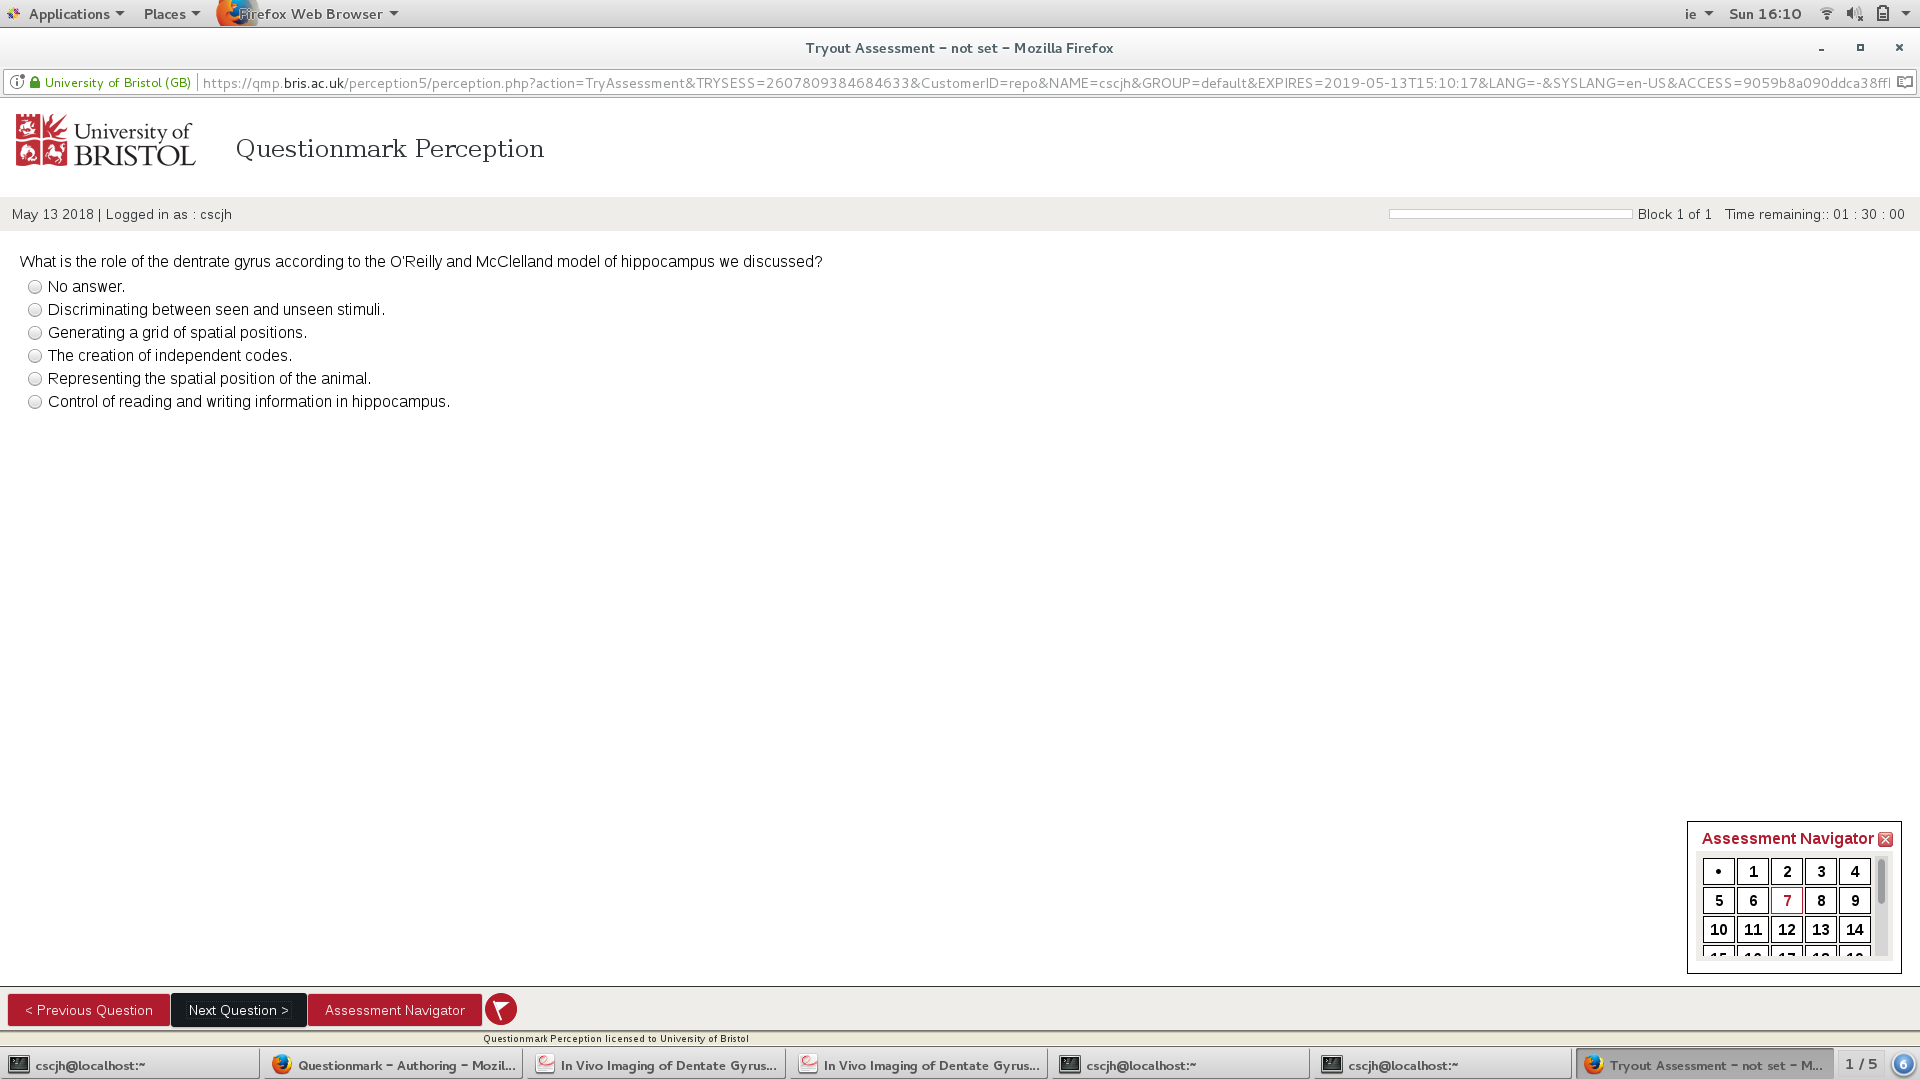 Applications Places Firefox Web Browser ie Sun 16:10
Tryout Assessment - not set - Mozilla Firefox
University of Bristol (GB) https://qmp.bris.ac.uk/perception5/perception.php?action=TryAssessment&TRYSESS=2607809384684633&CustomerID=repo&NAME=cscjh&GROUP=default&EXPIRES=2019-05-13T15:10:17&LANG=-&SYSLANG=en-US&ACCESS=9059b8a090ddca38ffl
University of
BRISTOL
Questionmark Perception
May 13 2018 | Logged in as : cscjh Block 1 of 1 Time remaining:: 01 : 30 : 00
What is the role of the dentrate gyrus according to the O'Reilly and McClelland model of hippocampus we discussed?
No answer.
Discriminating between seen and unseen stimuli.
Generating a grid of spatial positions.
The creation of independent codes.
Representing the spatial position of the animal.
Control of reading and writing information in hippocampus.
Assessment Navigator
• 1 2 3 4
5 6 7 8 9
10 11 12 13 14
< Previous Question Next Question > Assessment Navigator
Questionmark Perception licensed to University of Bristol
cscjh@localhost:~ Questionmark - Authoring - Mozil... In Vivo Imaging of Dentate Gyrus... In Vivo Imaging of Dentate Gyrus... cscjh@localhost:~ cscjh@localhost:~ Tryout Assessment - not set - M... 1 / 5 6